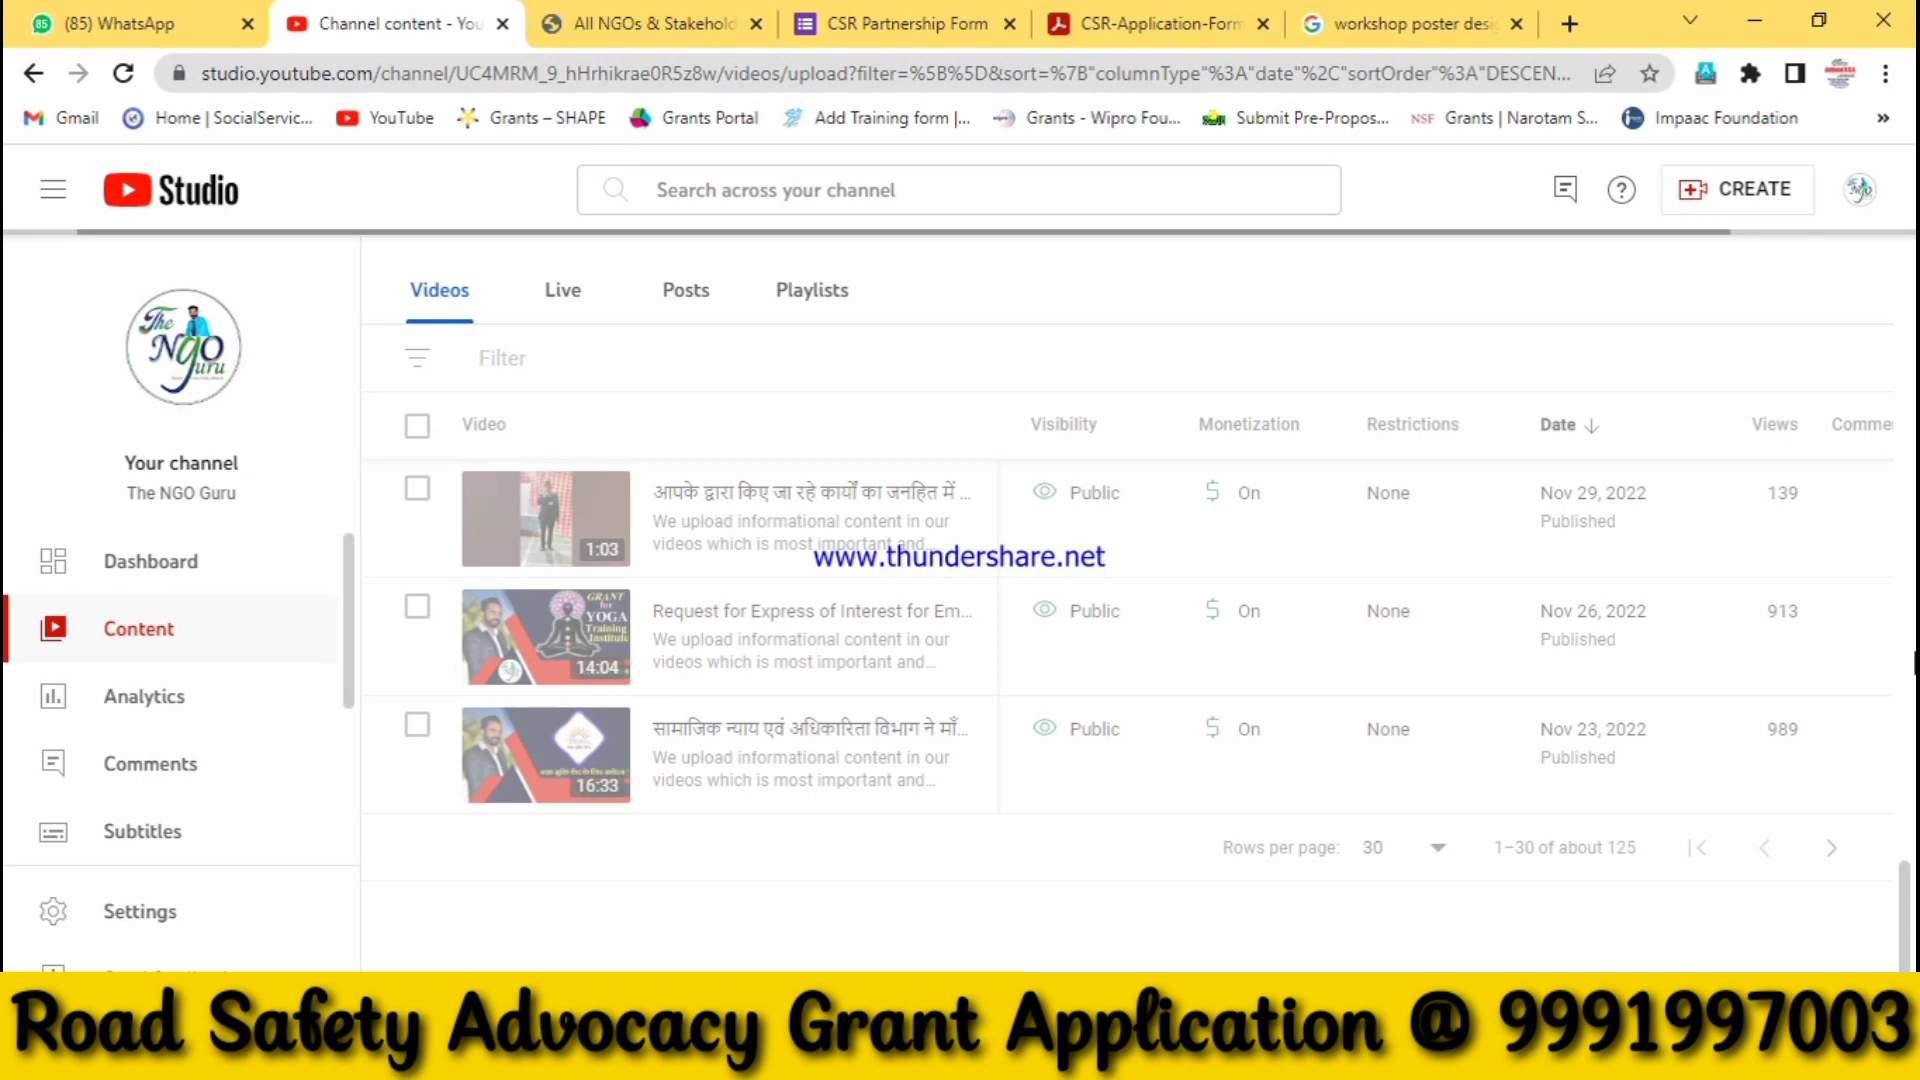 (85) WhatsApp
Channel content - You
All NGOs & Stakehold
CSR Partnership Form
CSR-Application-Form
workshop poster desi
studio.youtube.com/channel/UC4MRM_9_hHrhikrae0R5z8w/videos/upload?filter=%5B%5D&sort=%7B"columnType"%3A"date"%2C"sortOrder"%3A"DESCEN...
Gmail
Home | SocialServic...
YouTube
Grants – SHAPE
Grants Portal
Add Training form |...
Grants - Wipro Fou...
Submit Pre-Propos...
NSF Grants | Narotam S...
Impaac Foundation
»
Studio
Search across your channel
CREATE
The
NGO
Guru
Your channel
The NGO Guru
Dashboard
Content
Analytics
Comments
Subtitles
Settings
Videos Live Posts Playlists
Filter
Video Visibility Monetization Restrictions Date Views Comme
1:03
आपके द्वारा किए जा रहे कार्यों का जनहित में ... Public On None Nov 29, 2022 139
We upload informational content in our Published
videos which is most important and...
www.thundershare.net
GRANT
for
YOGA
Training
Institute
14:04
Request for Express of Interest for Em... Public On None Nov 26, 2022 913
We upload informational content in our Published
videos which is most important and...
16:33
सामाजिक न्याय एवं अधिकारिता विभाग ने माँ... Public On None Nov 23, 2022 989
We upload informational content in our Published
videos which is most important and...
Rows per page: 30 1–30 of about 125
Road Safety Advocacy Grant Application @ 9991997003